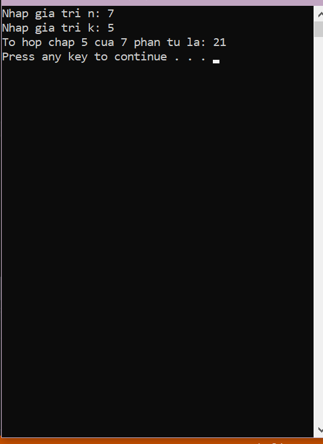 Nhap gia tri n: 7
Nhap gia tri k: 5
To hop chap 5 cua 7 phan tu la: 21
Press any key to continue . . .